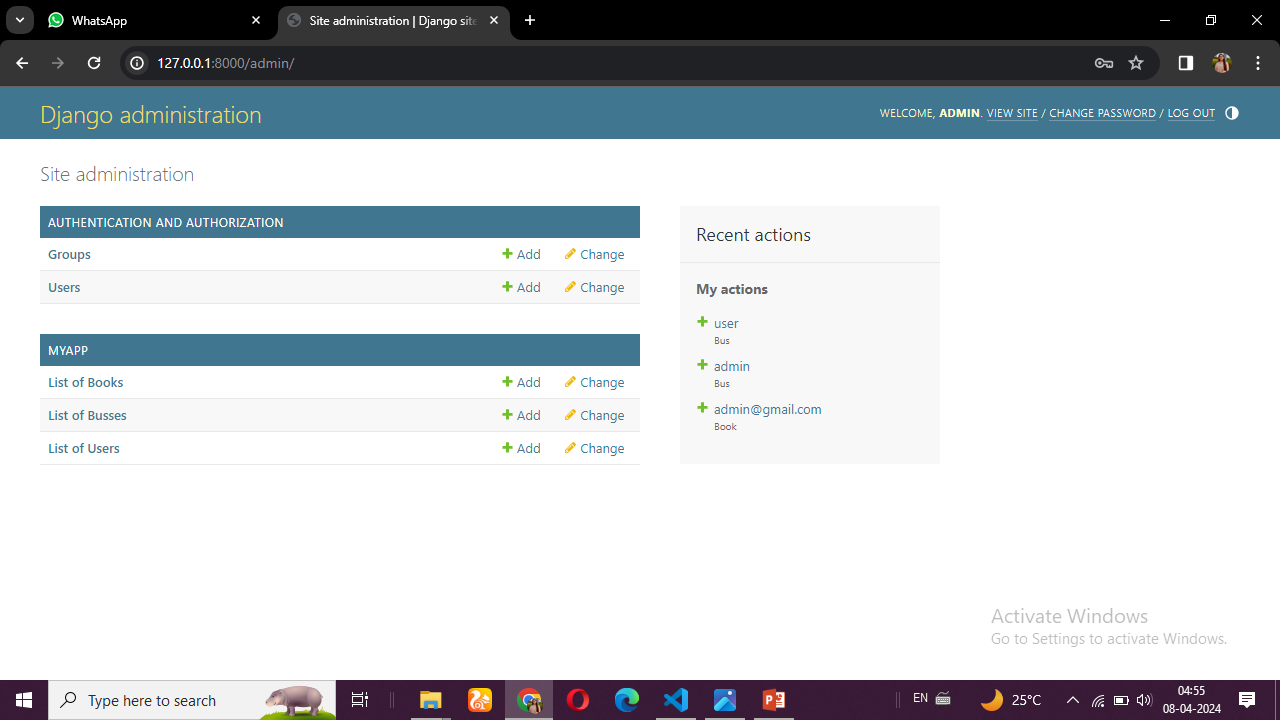 WhatsApp
Site administration | Django site
127.0.0.1:8000/admin/
Django administration
WELCOME, ADMIN. VIEW SITE / CHANGE PASSWORD / LOG OUT
Site administration
AUTHENTICATION AND AUTHORIZATION
Groups Add Change
Users Add Change
MYAPP
List of Books Add Change
List of Busses Add Change
List of Users Add Change
Recent actions
My actions
user
Bus
admin
Bus
admin@gmail.com
Book
Activate Windows
Go to Settings to activate Windows.
Type here to search
EN
25°C
04:55
08-04-2024